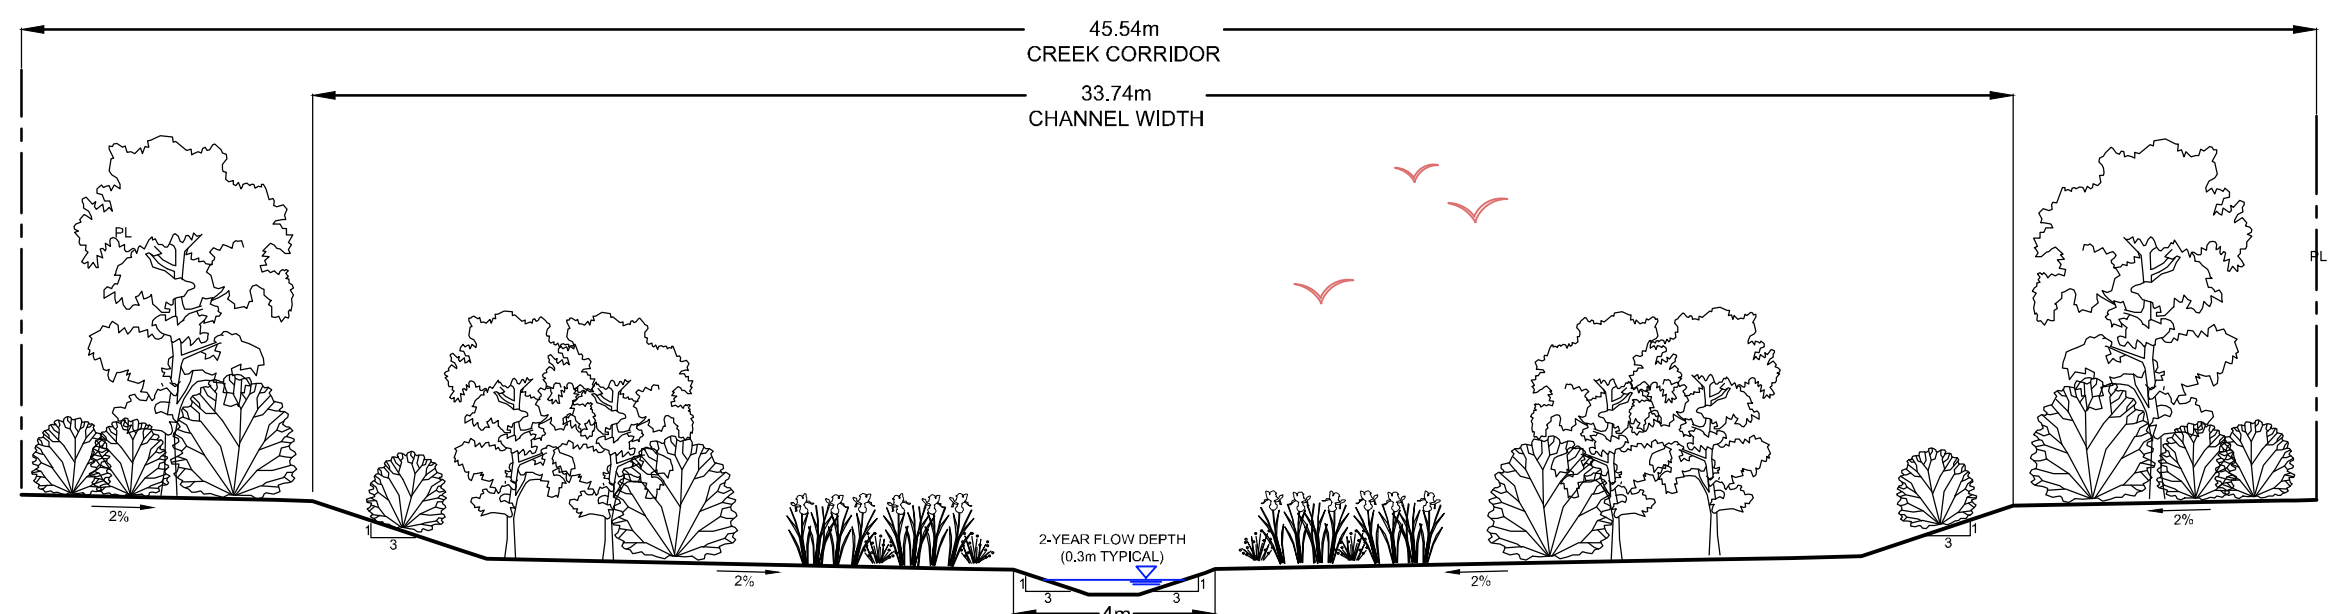 45.54m
CREEK CORRIDOR
33.74m
CHANNEL WIDTH
PL
PL
2%
1
3
2%
2-YEAR FLOW DEPTH
(0.3m TYPICAL)
1
3
3
1
4m
2%
1
3
2%